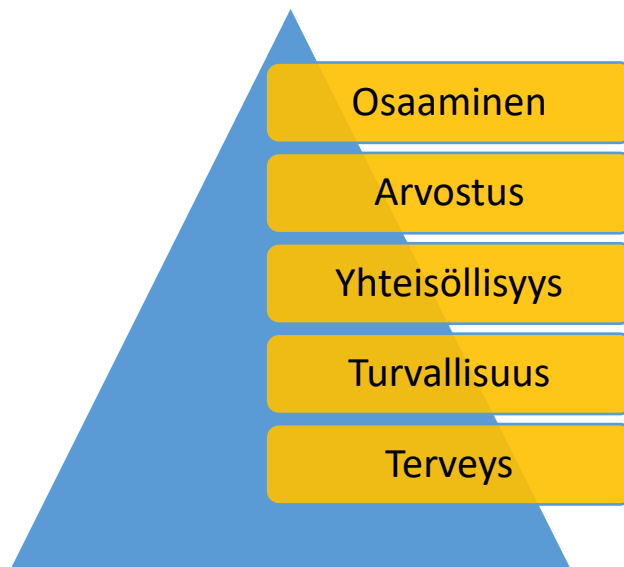 Osaaminen
Arvostus
Yhteisöllisyys
Turvallisuus
Terveys